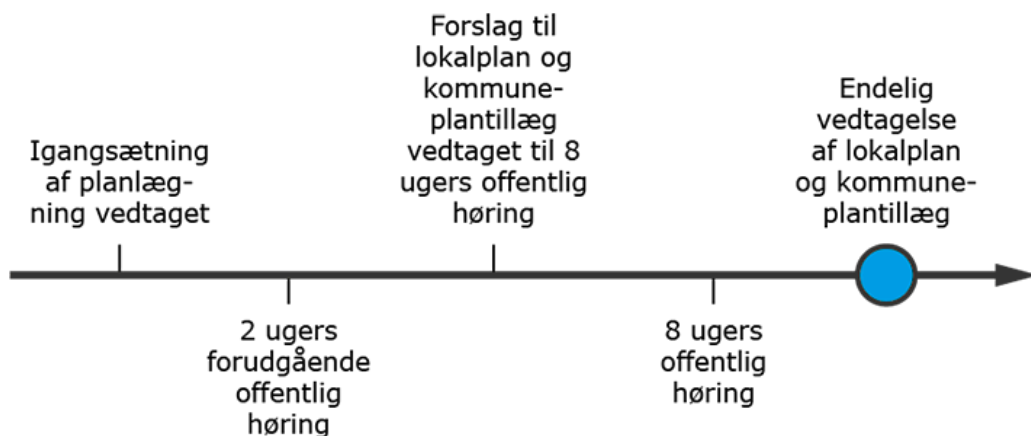 Igangsætning
af planlæg-
ning vedtaget
2 ugers
forudgående
offentlig
høring
Forslag til
lokalplan og
kommune-
plantillæg
vedtaget til 8
ugers offentlig
høring
8 ugers
offentlig
høring
Endelig
vedtagelse
af lokalplan
og kommune-
plantillæg